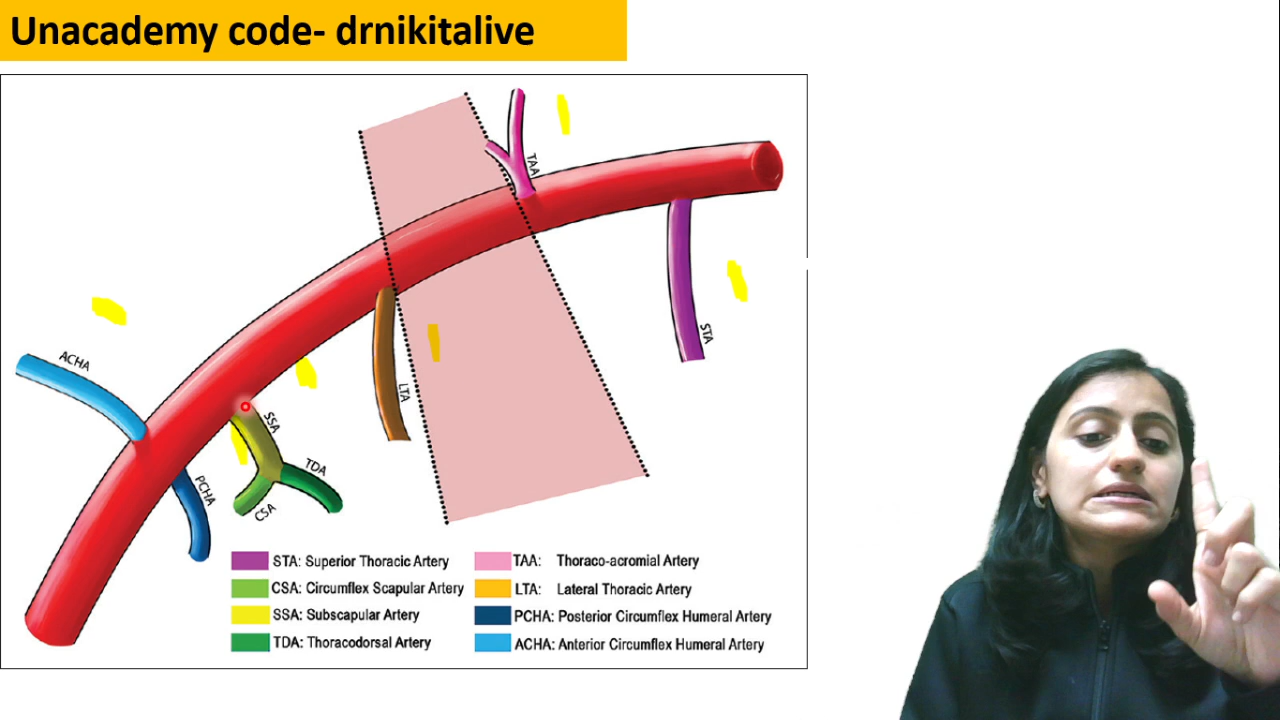 Unacademy code- drnikitalive
TAA
STA
ACHA
LTA
SSA
TDA
PCHA
CSA
STA: Superior Thoracic Artery
CSA: Circumflex Scapular Artery
SSA: Subscapular Artery
TDA: Thoracodorsal Artery
TAA: Thoraco-acromial Artery
LTA: Lateral Thoracic Artery
PCHA: Posterior Circumflex Humeral Artery
ACHA: Anterior Circumflex Humeral Artery